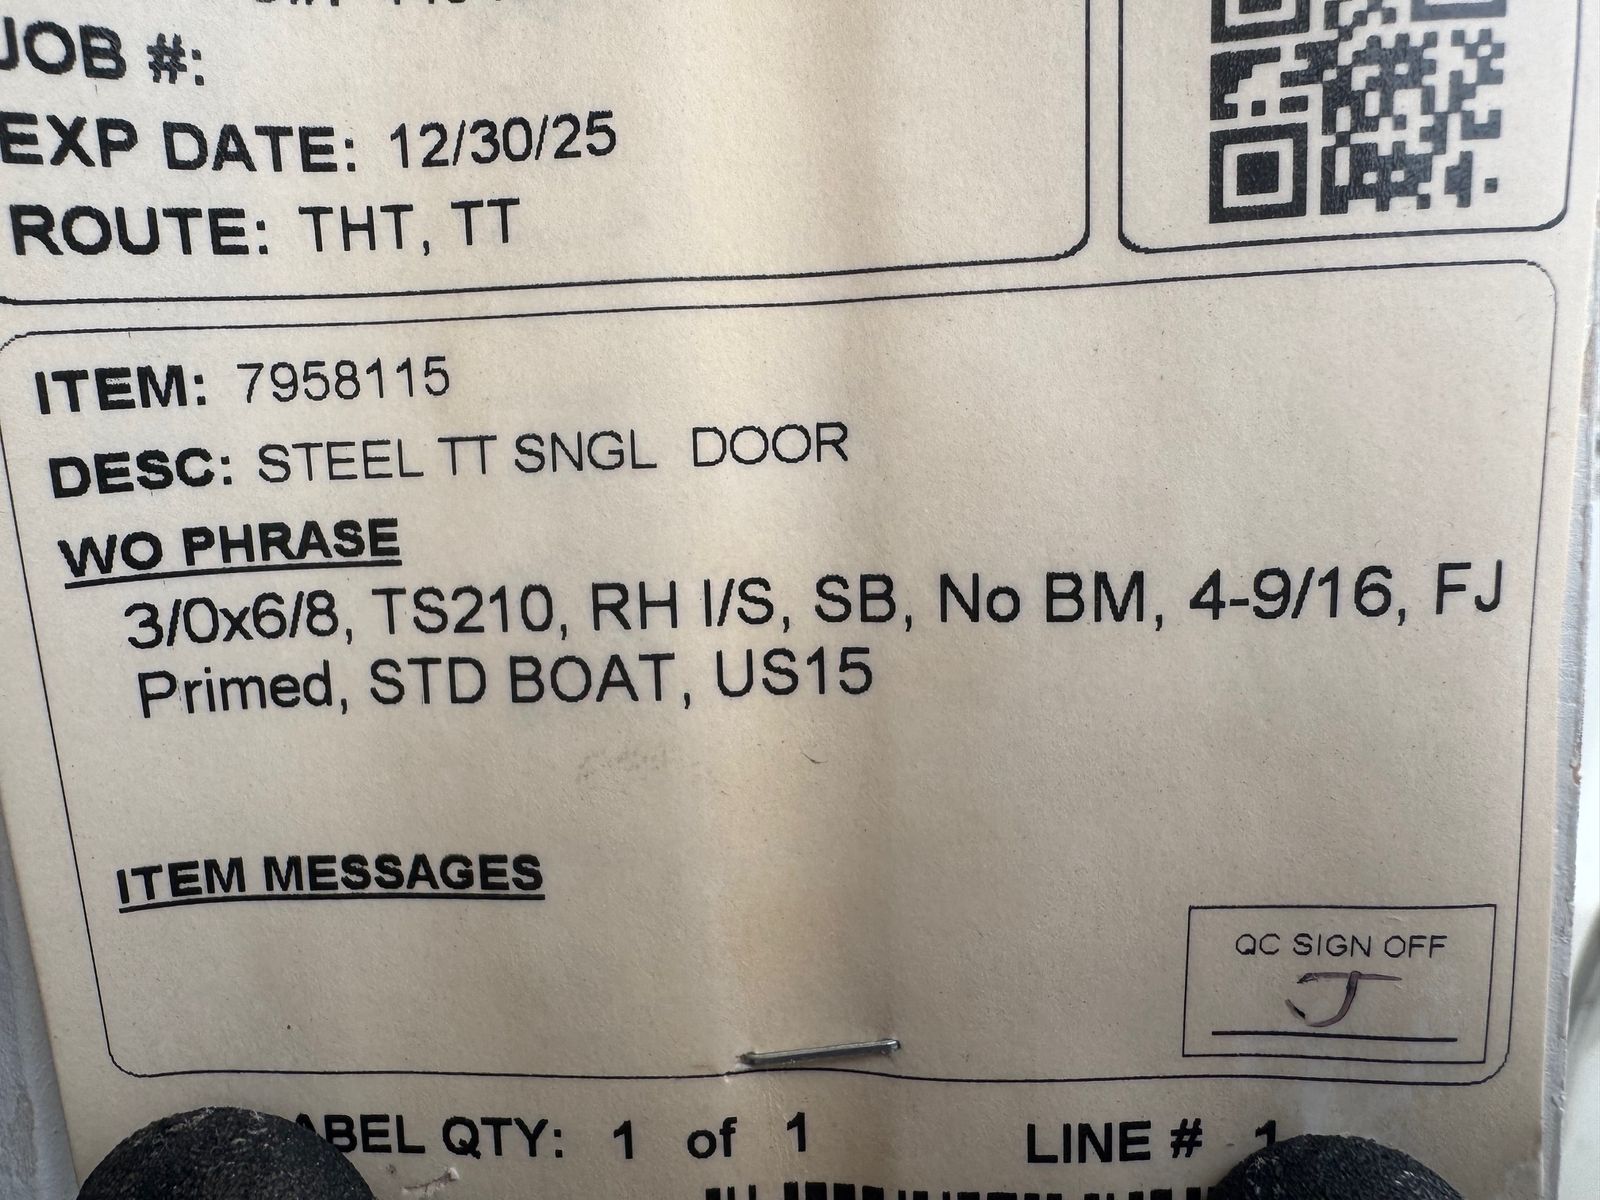 JOB #:
EXP DATE: 12/30/25
ROUTE: THT, TT
ITEM: 7958115
DESC: STEEL TT SNGL DOOR
WO PHRASE
3/0x6/8, TS210, RH I/S, SB, No BM, 4-9/16, FJ
Primed, STD BOAT, US15
ITEM MESSAGES
QC SIGN OFF
J
ABEL QTY: 1 of 1
LINE # 1